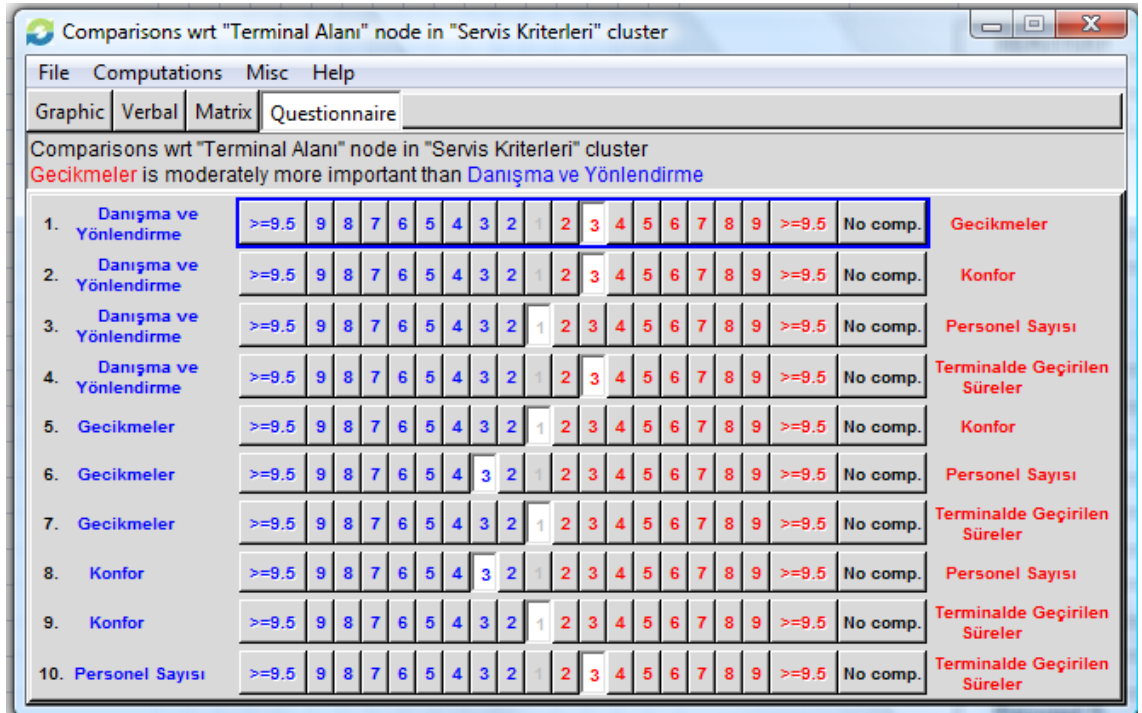 Comparisons wrt "Terminal Alanı" node in "Servis Kriterleri" cluster
File Computations Misc Help
Graphic Verbal Matrix Questionnaire
Comparisons wrt "Terminal Alanı" node in "Servis Kriterleri" cluster
Gecikmeler is moderately more important than Danışma ve Yönlendirme
1. Danışma ve Yönlendirme >=9.5 9 8 7 6 5 4 3 2 1 2 3 4 5 6 7 8 9 >=9.5 No comp. Gecikmeler
2. Danışma ve Yönlendirme >=9.5 9 8 7 6 5 4 3 2 1 2 3 4 5 6 7 8 9 >=9.5 No comp. Konfor
3. Danışma ve Yönlendirme >=9.5 9 8 7 6 5 4 3 2 1 2 3 4 5 6 7 8 9 >=9.5 No comp. Personel Sayısı
4. Danışma ve Yönlendirme >=9.5 9 8 7 6 5 4 3 2 1 2 3 4 5 6 7 8 9 >=9.5 No comp. Terminalde Geçirilen Süreler
5. Gecikmeler >=9.5 9 8 7 6 5 4 3 2 1 2 3 4 5 6 7 8 9 >=9.5 No comp. Konfor
6. Gecikmeler >=9.5 9 8 7 6 5 4 3 2 1 2 3 4 5 6 7 8 9 >=9.5 No comp. Personel Sayısı
7. Gecikmeler >=9.5 9 8 7 6 5 4 3 2 1 2 3 4 5 6 7 8 9 >=9.5 No comp. Terminalde Geçirilen Süreler
8. Konfor >=9.5 9 8 7 6 5 4 3 2 1 2 3 4 5 6 7 8 9 >=9.5 No comp. Personel Sayısı
9. Konfor >=9.5 9 8 7 6 5 4 3 2 1 2 3 4 5 6 7 8 9 >=9.5 No comp. Terminalde Geçirilen Süreler
10. Personel Sayısı >=9.5 9 8 7 6 5 4 3 2 1 2 3 4 5 6 7 8 9 >=9.5 No comp. Terminalde Geçirilen Süreler